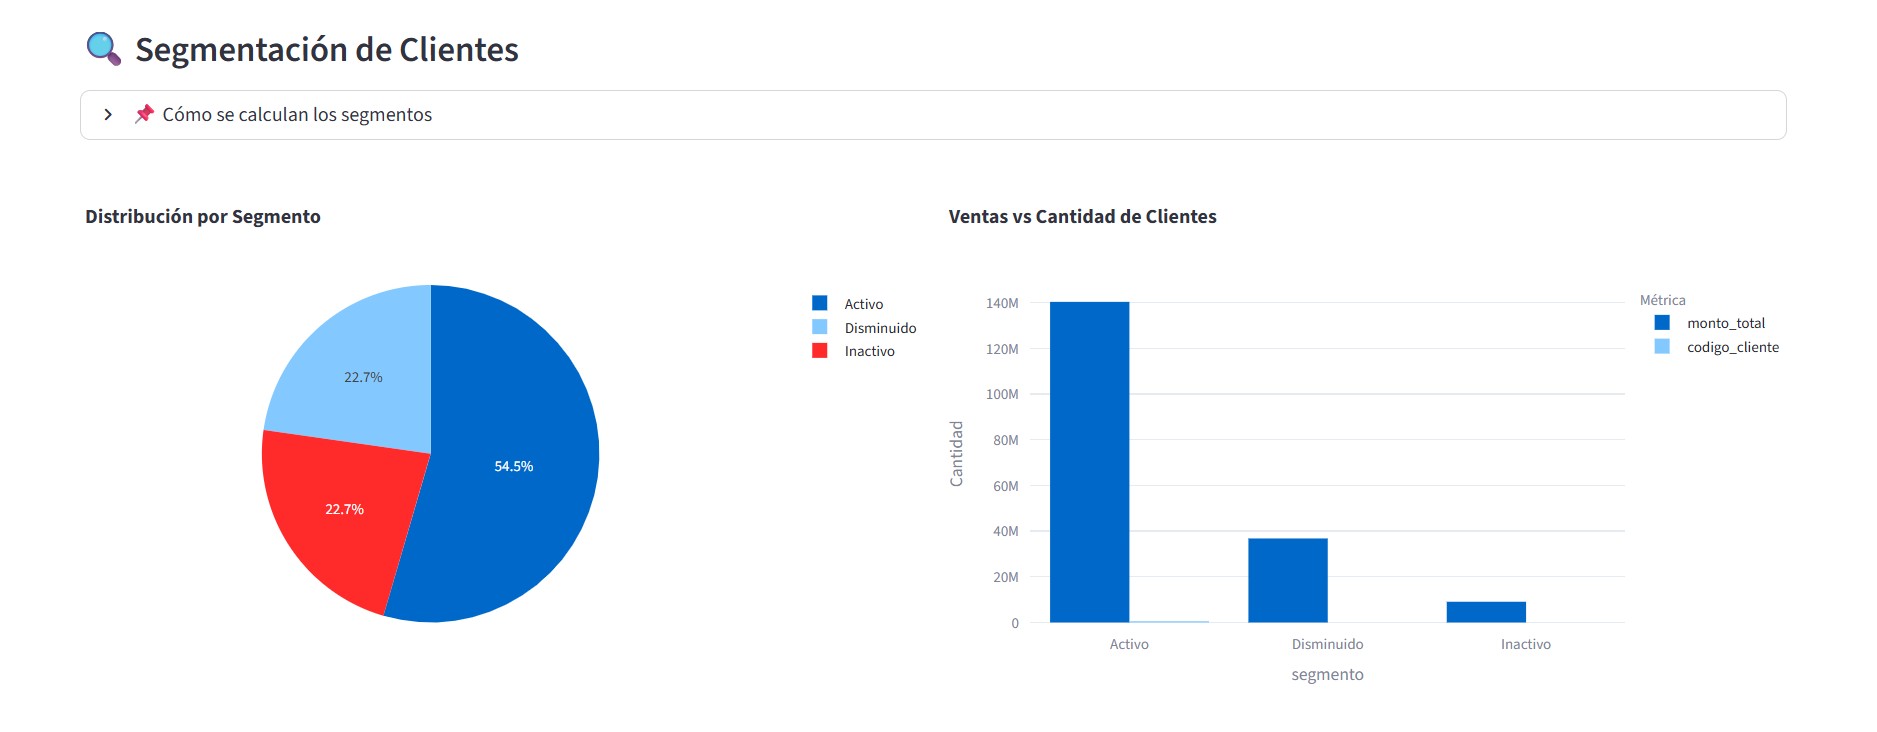 Segmentación de Clientes
Cómo se calculan los segmentos
Distribución por Segmento
22.7%
54.5%
22.7%
Activo
Disminuido
Inactivo
Ventas vs Cantidad de Clientes
Cantidad
140M
120M
100M
80M
60M
40M
20M
0
Activo
Disminuido
Inactivo
segmento
Métrica
monto_total
codigo_cliente